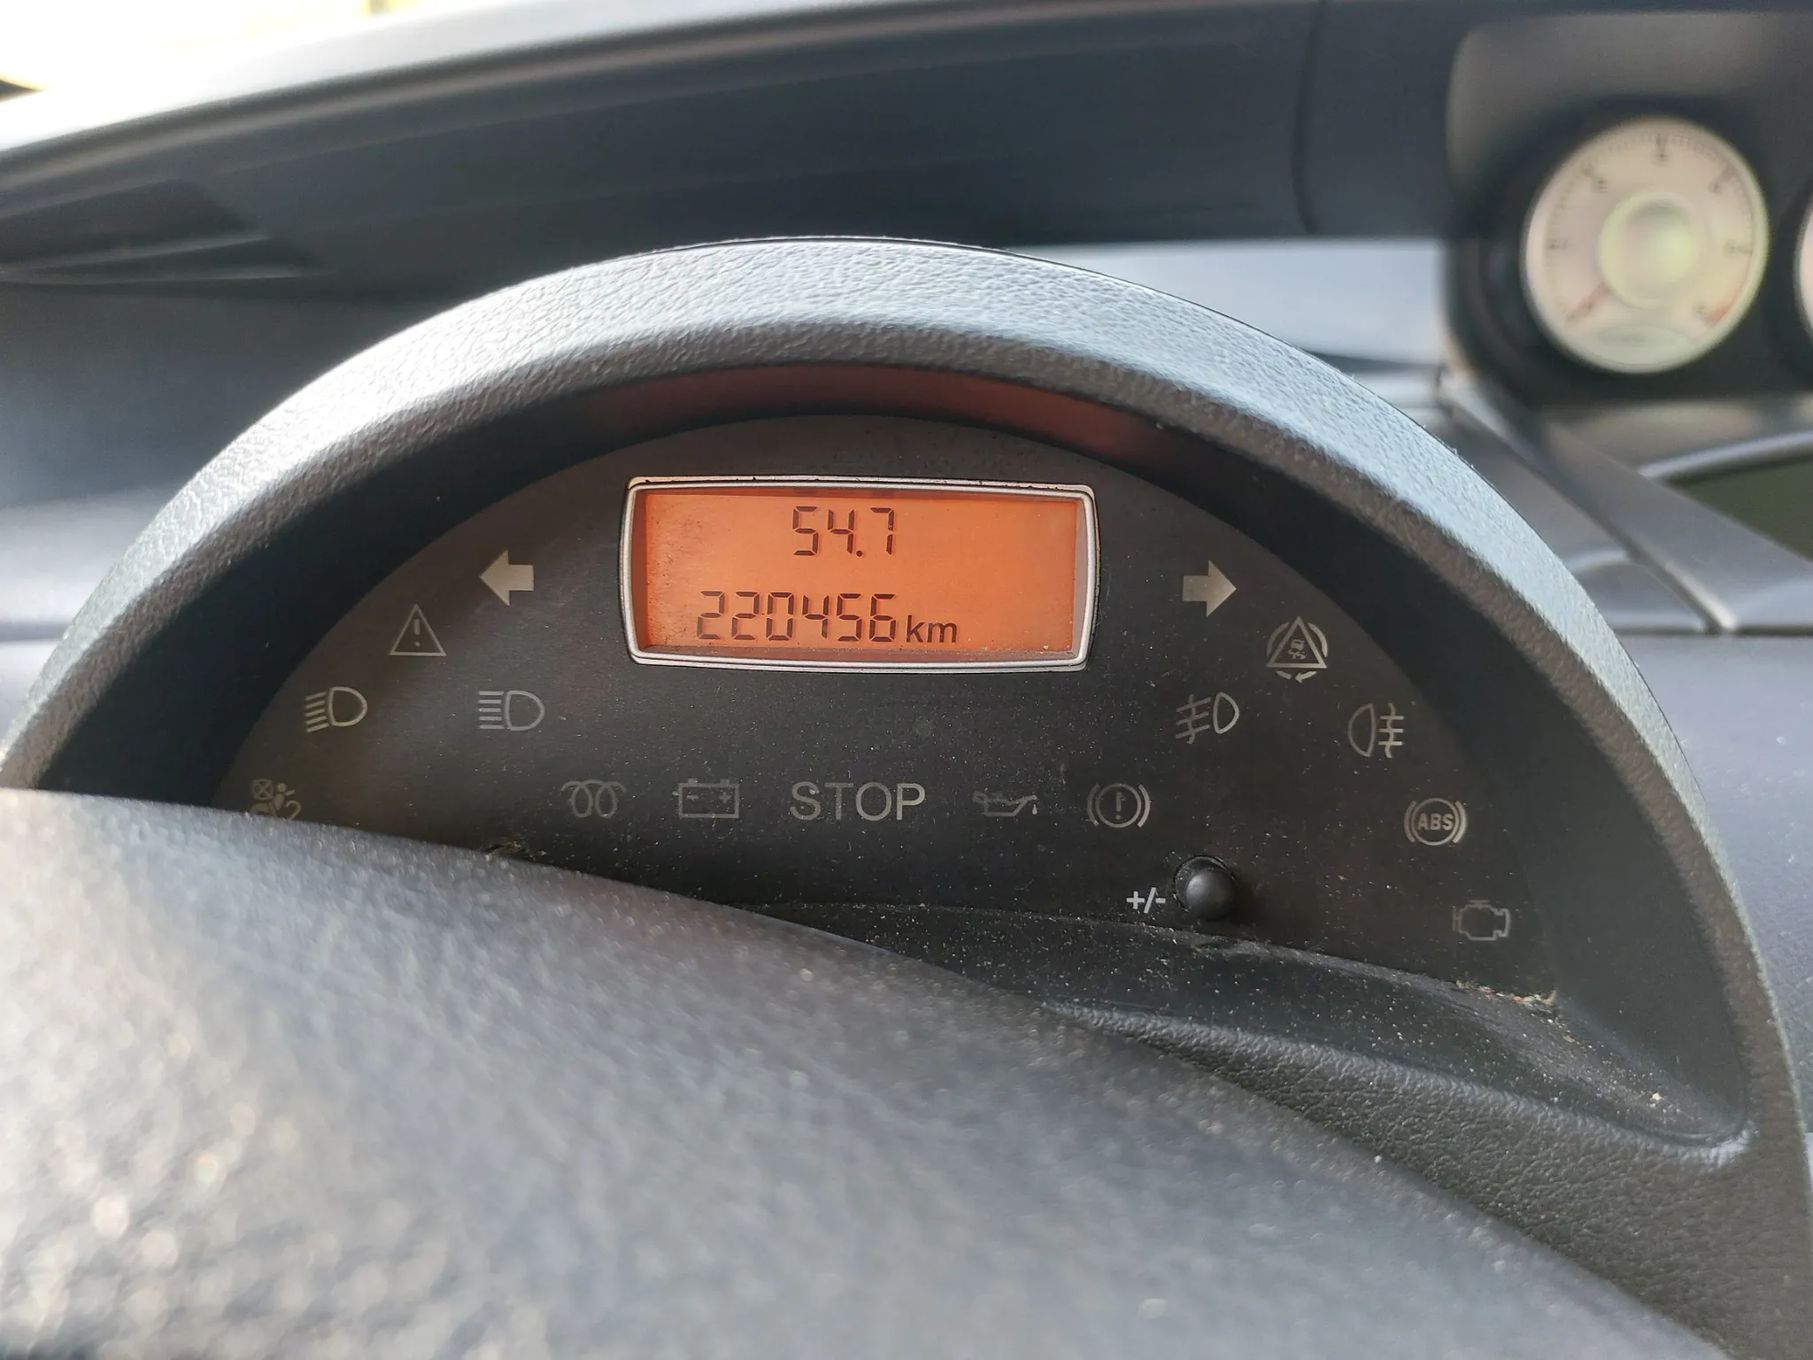 54.7
220456 km
STOP
ABS
+/-